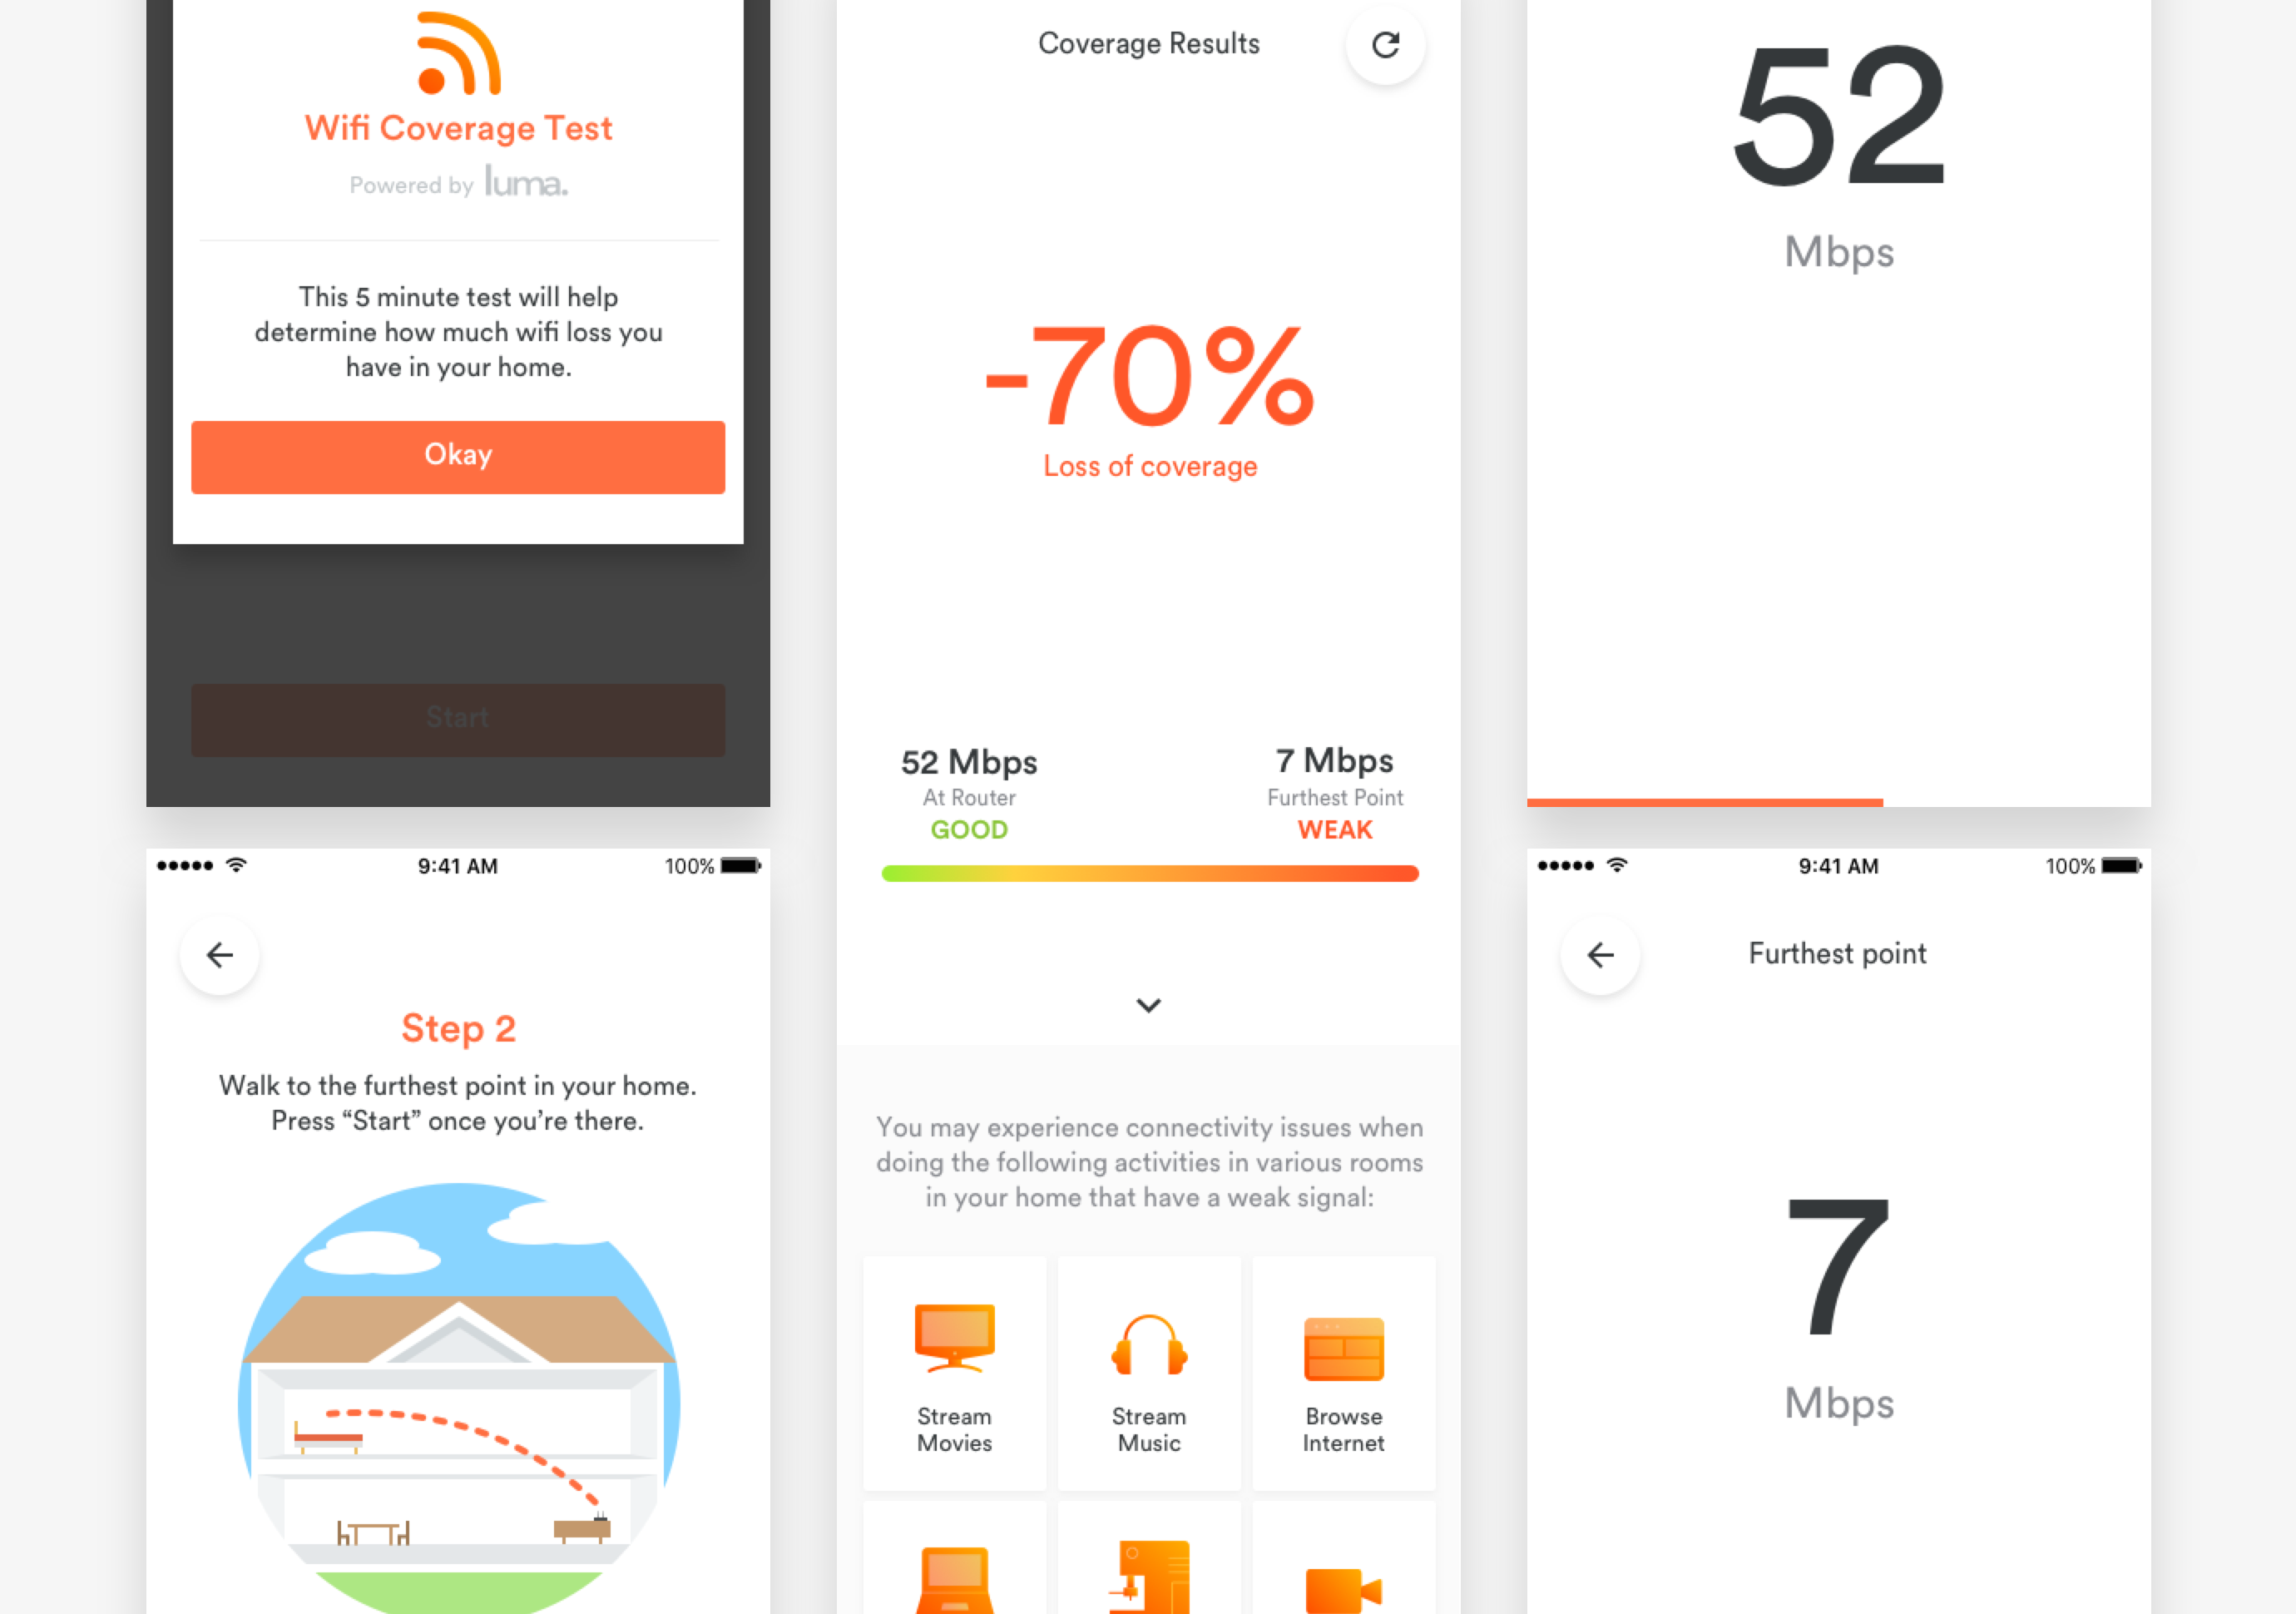 Wifi Coverage Test
Powered by luma.
This 5 minute test will help
determine how much wifi loss you
have in your home.
Okay
Start
9:41 AM
100%
Step 2
Walk to the furthest point in your home.
Press “Start” once you’re there.
Coverage Results
-70%
Loss of coverage
52 Mbps
At Router
GOOD
7 Mbps
Furthest Point
WEAK
You may experience connectivity issues when
doing the following activities in various rooms
in your home that have a weak signal:
Stream
Movies
Stream
Music
Browse
Internet
52
Mbps
9:41 AM
100%
Furthest point
7
Mbps